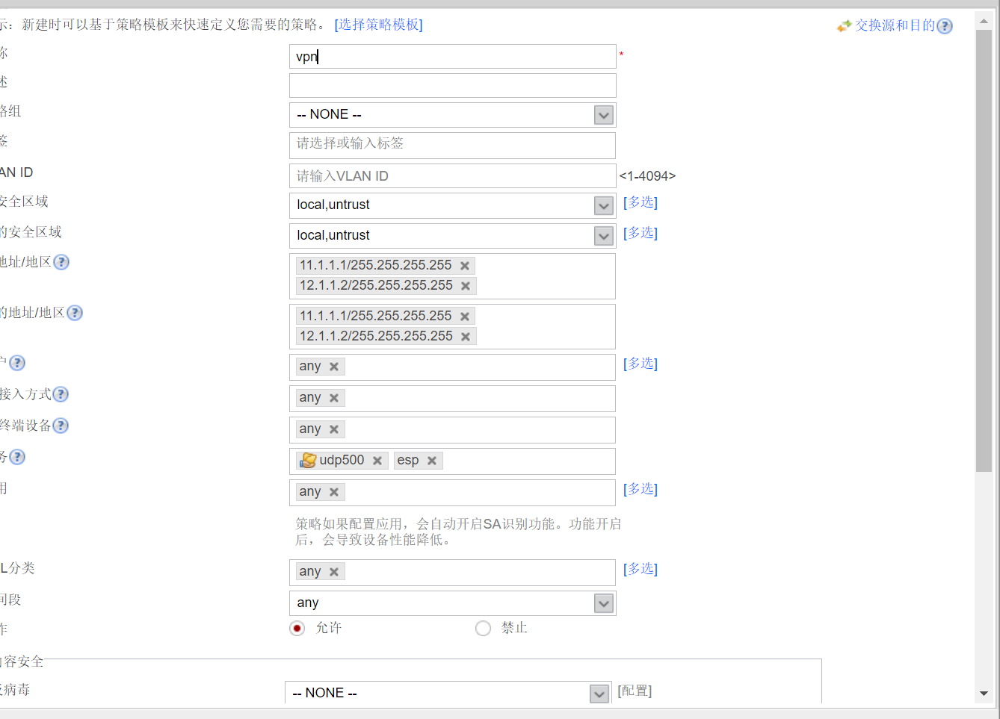 示：新建时可以基于策略模板来快速定义您需要的策略。 [选择策略模板] 交换源和目的
称 vpn *
述
略组 -- NONE --
签 请选择或输入标签
AN ID 请输入VLAN ID <1-4094>
安全区域 local,untrust [多选]
的安全区域 local,untrust [多选]
地址/地区 11.1.1.1/255.255.255.255
12.1.1.2/255.255.255.255
的地址/地区 11.1.1.1/255.255.255.255
12.1.1.2/255.255.255.255
户 any [多选]
接入方式 any
终端设备 any
务 udp500 esp
用 any [多选]
策略如果配置应用，会自动开启SA识别功能。功能开启
后，会导致设备性能降低。
L分类 any [多选]
间段 any
作 允许 禁止
内容安全
反病毒 -- NONE -- [配置]